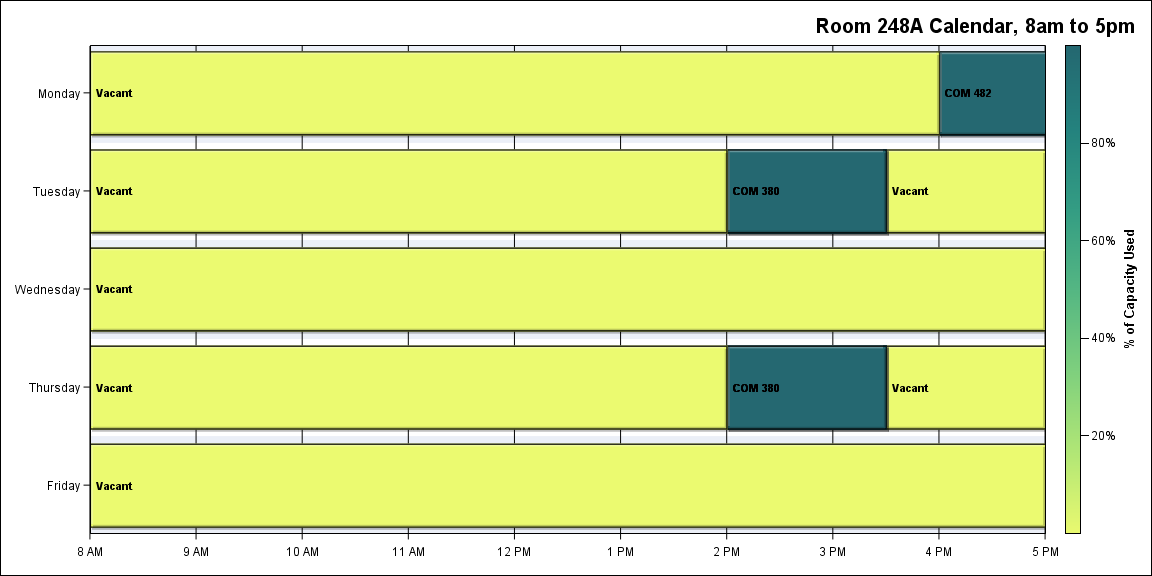 Room 248A Calendar, 8am to 5pm
Monday
Vacant
COM 482
Tuesday
Vacant
COM 380
Vacant
Wednesday
Vacant
Thursday
Vacant
COM 380
Vacant
Friday
Vacant
8 AM
9 AM
10 AM
11 AM
12 PM
1 PM
2 PM
3 PM
4 PM
5 PM
80%
60%
40%
20%
% of Capacity Used